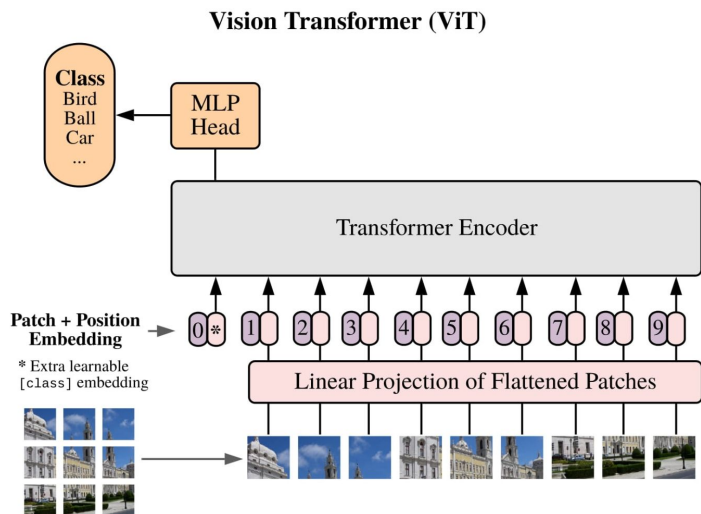 Vision Transformer (ViT)
Class
Bird
Ball
Car
...
MLP
Head
Transformer Encoder
Patch + Position
Embedding
0 * 1 2 3 4 5 6 7 8 9
* Extra learnable
[class] embedding
Linear Projection of Flattened Patches